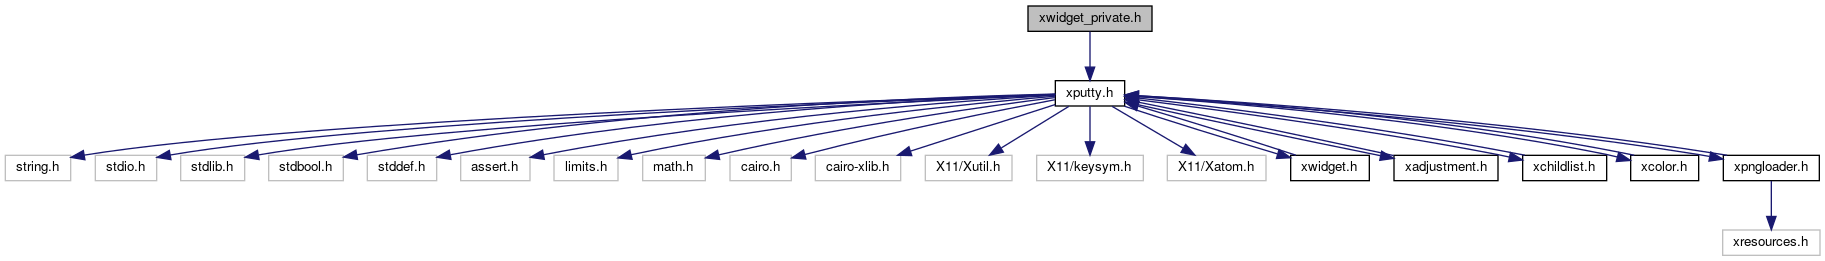 xwidget_private.h
xputty.h
string.h
stdio.h
stdlib.h
stdbool.h
stddef.h
assert.h
limits.h
math.h
cairo.h
cairo-xlib.h
X11/Xutil.h
X11/keysym.h
X11/Xatom.h
xwidget.h
xadjustment.h
xchildlist.h
xcolor.h
xpngloader.h
xresources.h